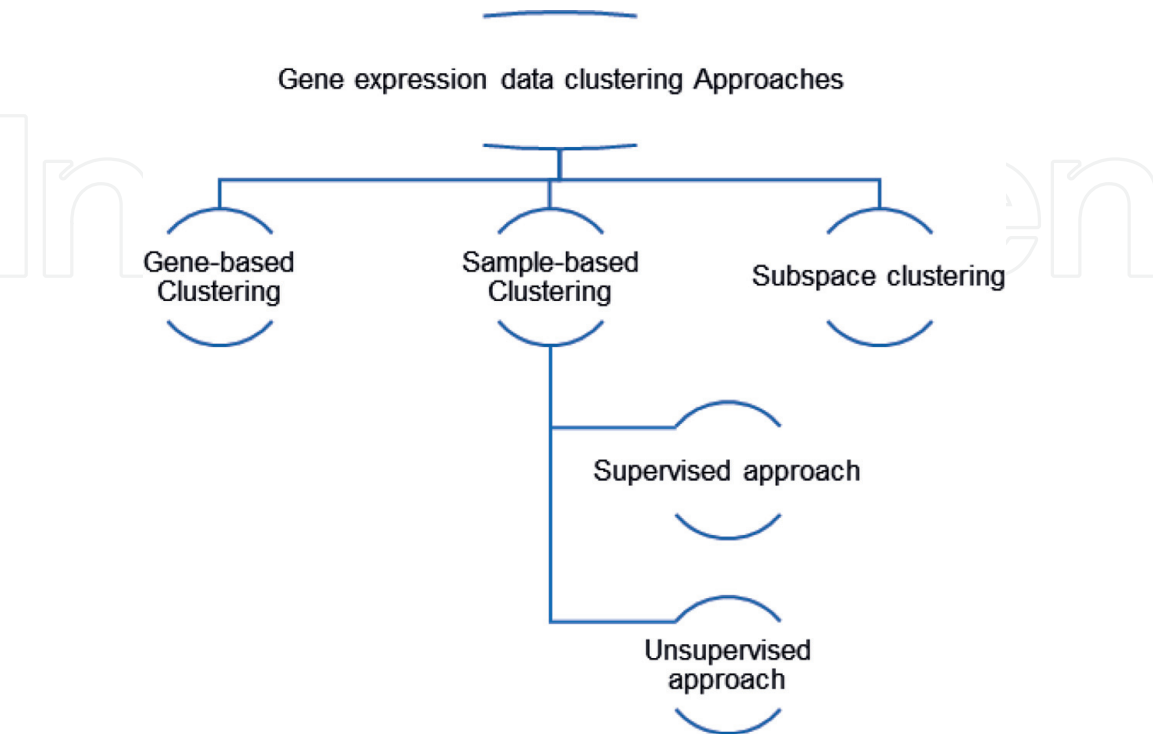 Gene expression data clustering Approaches
Gene-based
Clustering
Sample-based
Clustering
Subspace clustering
Supervised approach
Unsupervised
approach